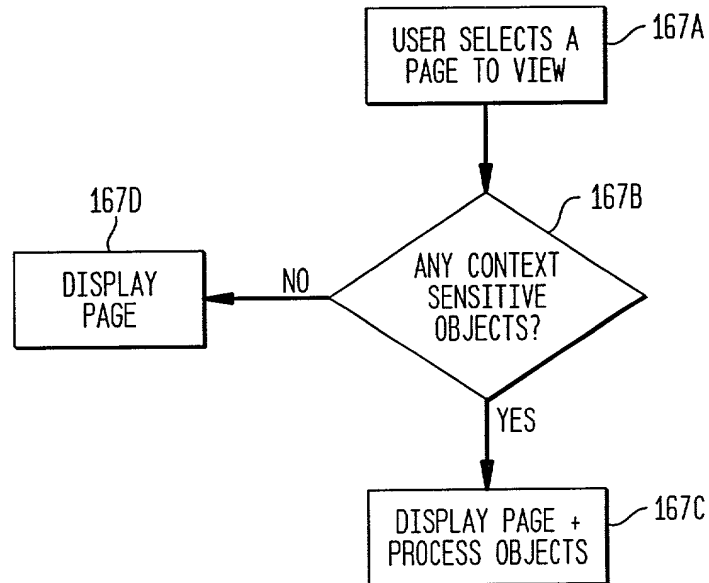 USER SELECTS A
PAGE TO VIEW
167A
167B
ANY CONTEXT
SENSITIVE
OBJECTS?
NO
167D
DISPLAY
PAGE
YES
DISPLAY PAGE +
PROCESS OBJECTS
167C